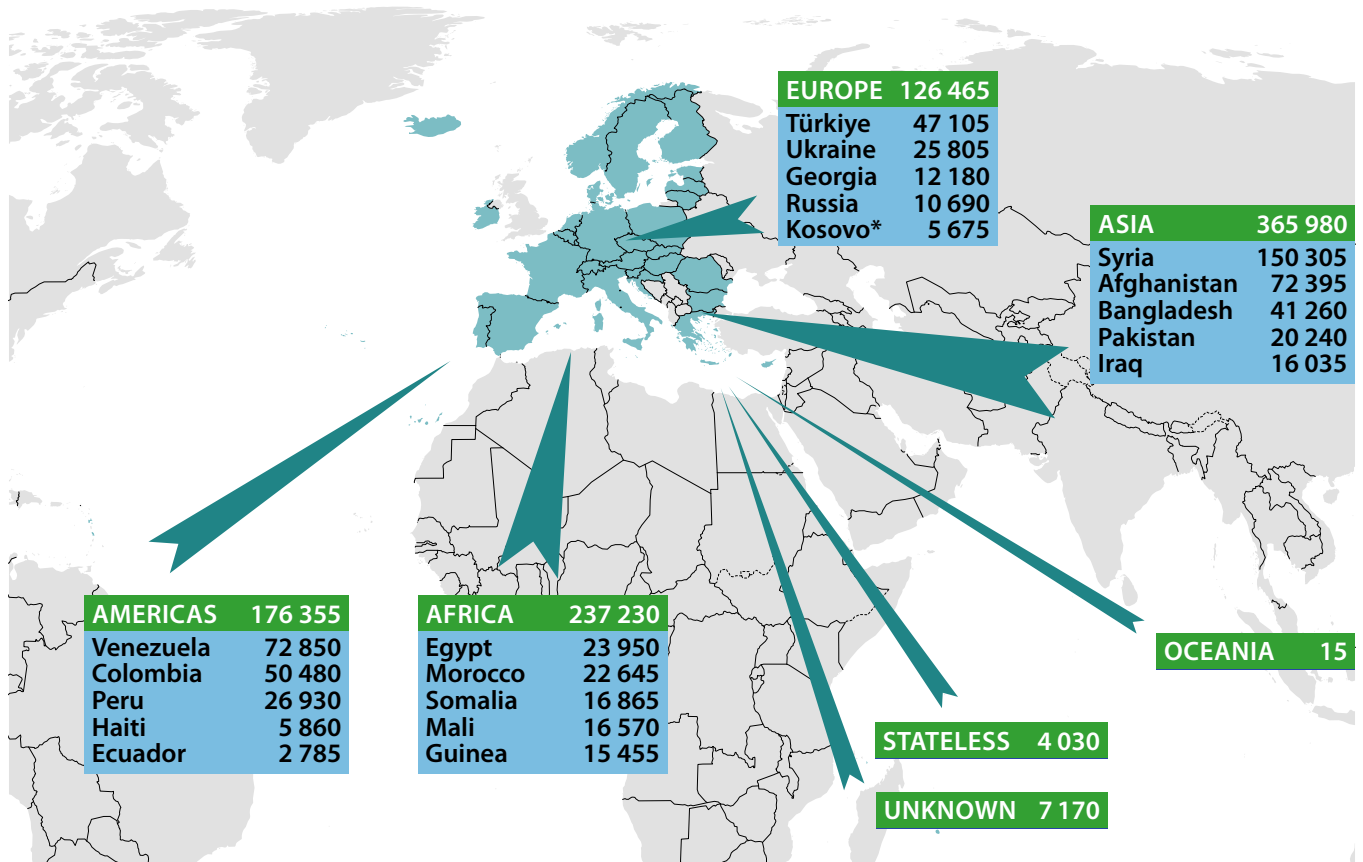 EUROPE 126 465
Türkiye 47 105
Ukraine 25 805
Georgia 12 180
Russia 10 690
Kosovo* 5 675
ASIA 365 980
Syria 150 305
Afghanistan 72 395
Bangladesh 41 260
Pakistan 20 240
Iraq 16 035
AMERICAS 176 355
Venezuela 72 850
Colombia 50 480
Peru 26 930
Haiti 5 860
Ecuador 2 785
AFRICA 237 230
Egypt 23 950
Morocco 22 645
Somalia 16 865
Mali 16 570
Guinea 15 455
OCEANIA 15
STATELESS 4 030
UNKNOWN 7 170